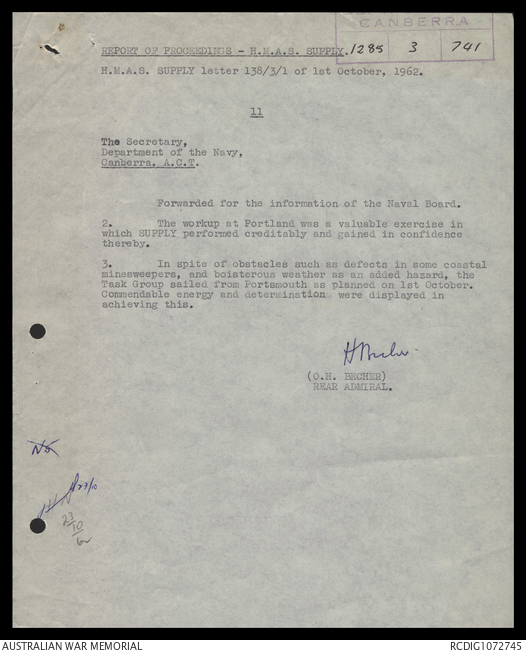 CANBERRA
1285 3 741
REPORT OF PROCEEDINGS - H.M.A.S. SUPPLY.
H.M.A.S. SUPPLY letter 138/3/1 of 1st October, 1962.
11
The Secretary,
Department of the Navy,
Canberra, A.C.T.
Forwarded for the information of the Naval Board.
2. The workup at Portland was a valuable exercise in
which SUPPLY performed creditably and gained in confidence
thereby.
3. In spite of obstacles such as defects in some coastal
minesweepers, and boisterous weather as an added hazard, the
Task Group sailed from Portsmouth as planned on 1st October.
Commendable energy and determination were displayed in
achieving this.
HBecher
(O.H. BECHER)
REAR ADMIRAL.
23/10
23/10/62
AUSTRALIAN WAR MEMORIAL
RCDIG1072745